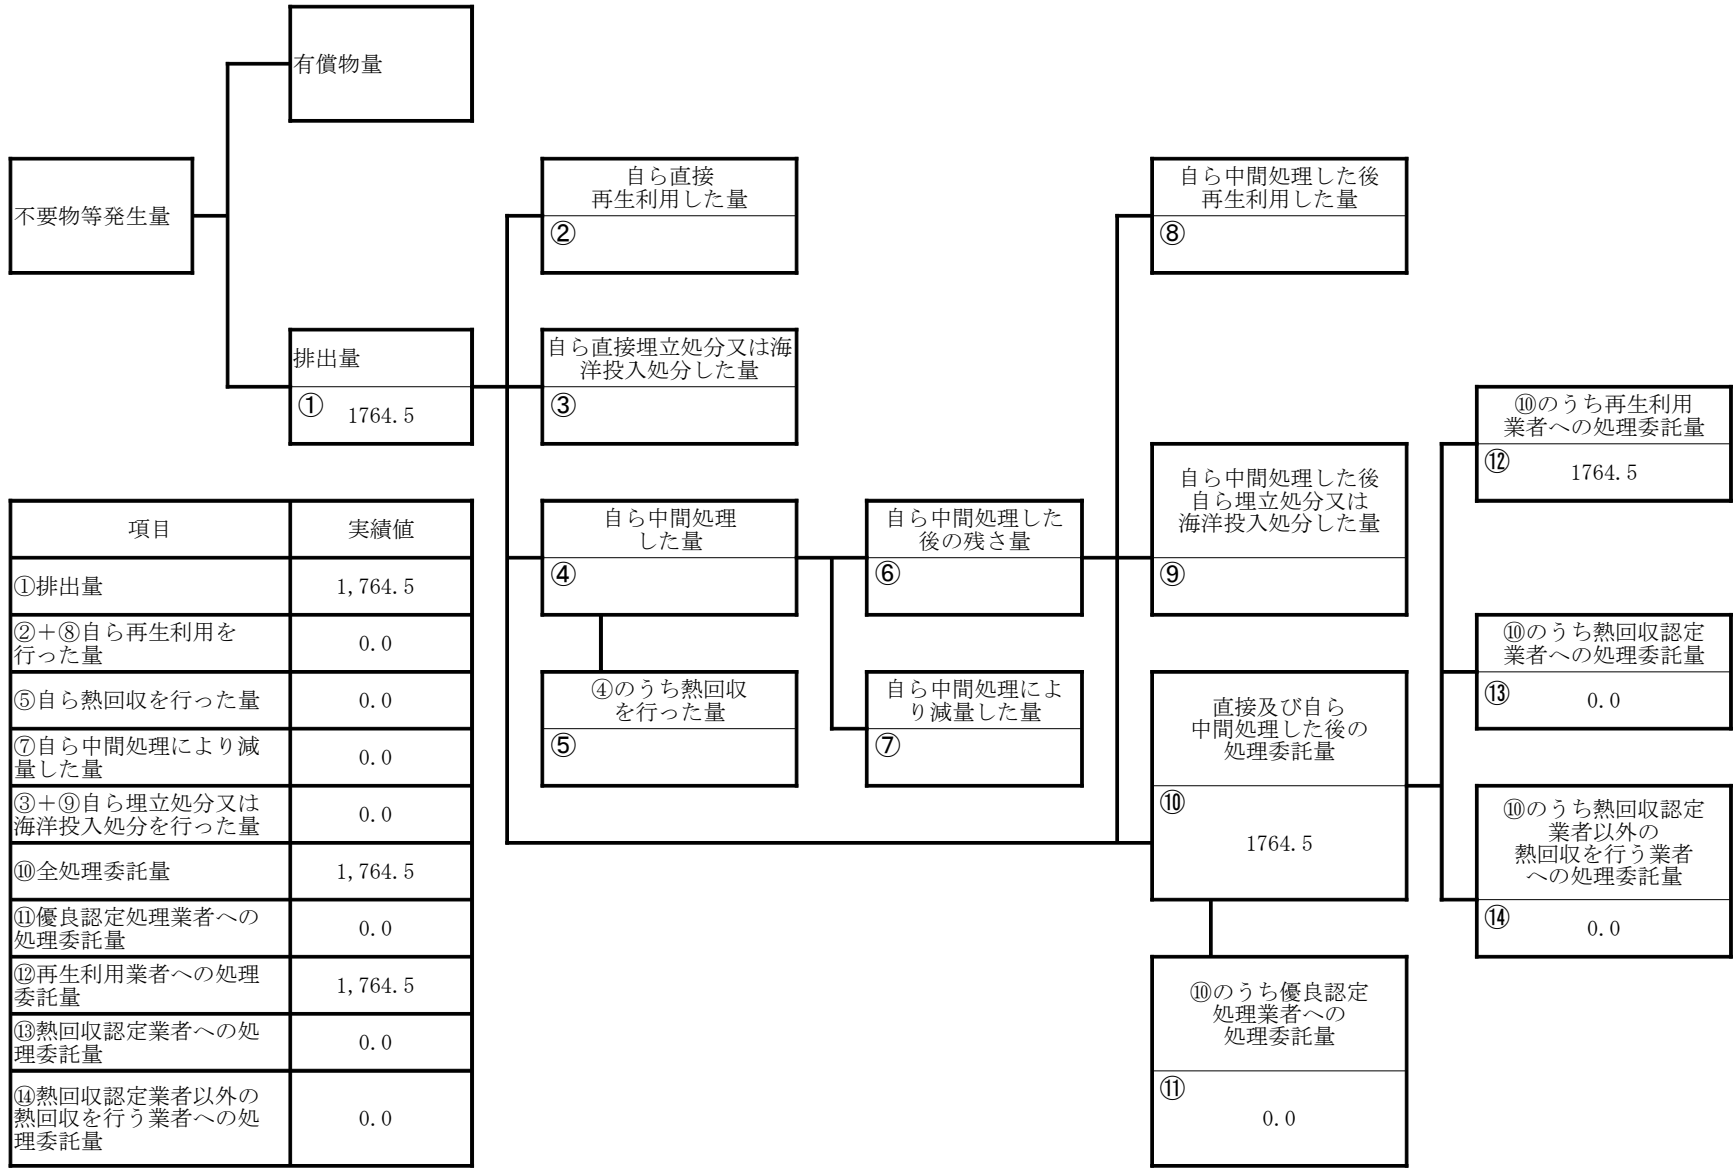 有償物量
不要物等発生量
自ら直接
再生利用した量
②
自ら中間処理した後
再生利用した量
⑧
排出量
①
1764.5
自ら直接埋立処分又は海
洋投入処分した量
③
⑩のうち再生利用
業者への処理委託量
⑫
1764.5
自ら中間処理
した量
④
自ら中間処理した
後の残さ量
⑥
自ら中間処理した後
自ら埋立処分又は
海洋投入処分した量
⑨
⑩のうち熱回収認定
業者への処理委託量
⑬
0.0
④のうち熱回収
を行った量
⑤
自ら中間処理によ
り減量した量
⑦
直接及び自ら
中間処理した後の
処理委託量
⑩
1764.5
⑩のうち熱回収認定
業者以外の
熱回収を行う業者
への処理委託量
⑭
0.0
⑩のうち優良認定
処理業者への
処理委託量
⑪
0.0
項目 実績値
①排出量 1,764.5
②＋⑧自ら再生利用を
行った量
0.0
⑤自ら熱回収を行った量 0.0
⑦自ら中間処理により減
量した量
0.0
③＋⑨自ら埋立処分又は
海洋投入処分を行った量
0.0
⑩全処理委託量 1,764.5
⑪優良認定処理業者への
処理委託量
0.0
⑫再生利用業者への処理
委託量
1,764.5
⑬熱回収認定業者への処
理委託量
0.0
⑭熱回収認定業者以外の
熱回収を行う業者への処
理委託量
0.0